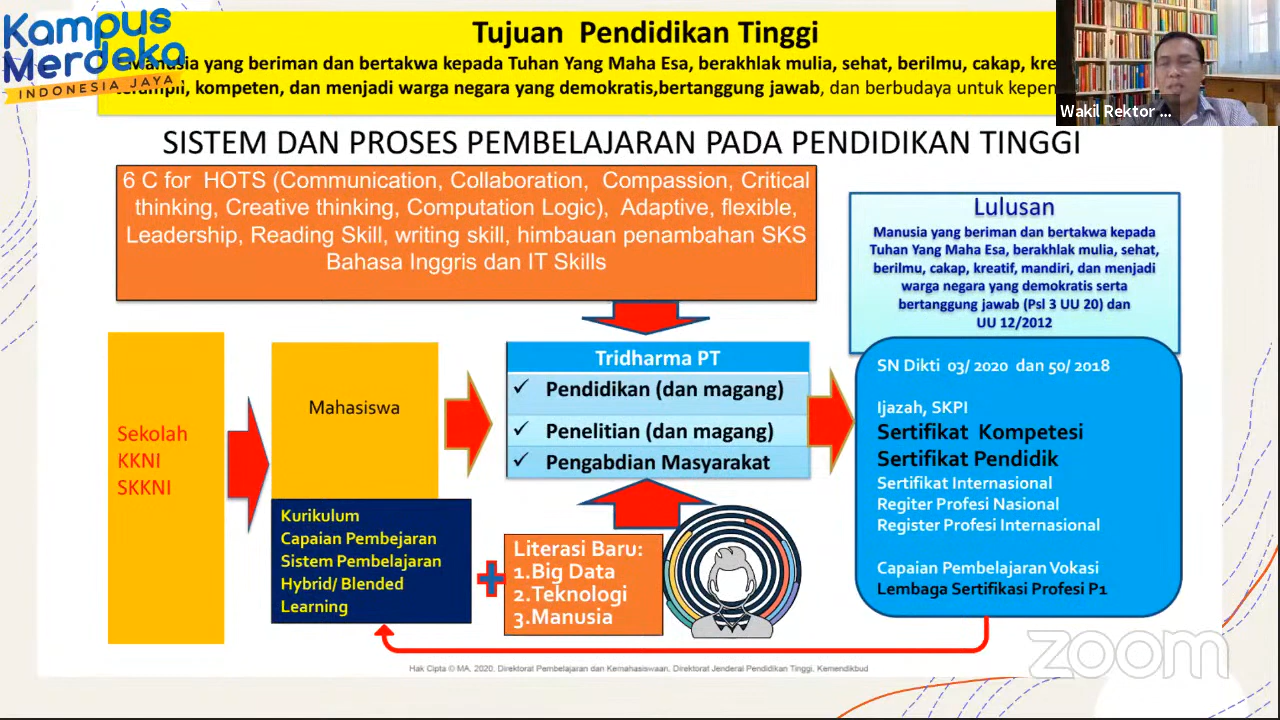 Kampus
Merdeka
INDONESIA JAYA
Tujuan Pendidikan Tinggi
Manusia yang beriman dan bertakwa kepada Tuhan Yang Maha Esa, berakhlak mulia, sehat, berilmu, cakap,
kompeten, dan menjadi warga negara yang demokratis,bertanggung jawab, dan berbudaya untuk
Wakil Rektor ...
SISTEM DAN PROSES PEMBELAJARAN PADA PENDIDIKAN TINGGI
6 C for HOTS (Communication, Collaboration, Compassion, Critical
thinking, Creative thinking, Computation Logic), Adaptive, flexible,
Leadership, Reading Skill, writing skill, himbauan penambahan SKS
Bahasa Inggris dan IT Skills
Lulusan
Manusia yang beriman dan bertakwa kepada
Tuhan Yang Maha Esa, berakhlak mulia, sehat,
berilmu, cakap, kreatif, mandiri, dan menjadi
warga negara yang demokratis serta
bertanggung jawab (Psl 3 UU 20) dan
UU 12/2012
Sekolah
KKNI
SKKNI
Mahasiswa
Kurikulum
Capaian Pembejaran
Sistem Pembelajaran
Hybrid/ Blended
Learning
Tridharma PT
✓ Pendidikan (dan magang)
✓ Penelitian (dan magang)
✓ Pengabdian Masyarakat
Literasi Baru:
1.Big Data
2.Teknologi
3.Manusia
SN Dikti 03/ 2020 dan 50/ 2018
Ijazah, SKPI
Sertifikat Kompetesi
Sertifikat Pendidik
Sertifikat Internasional
Regiter Profesi Nasional
Register Profesi Internasional
Capaian Pembelajaran Vokasi
Lembaga Sertifikasi Profesi P1
Hak Cipta © MA. 2020. Direktorat Pembelajaran dan Kemahasiswaan, Direktorat Jenderal Pendidikan Tinggi, Kemendikbud
zoom